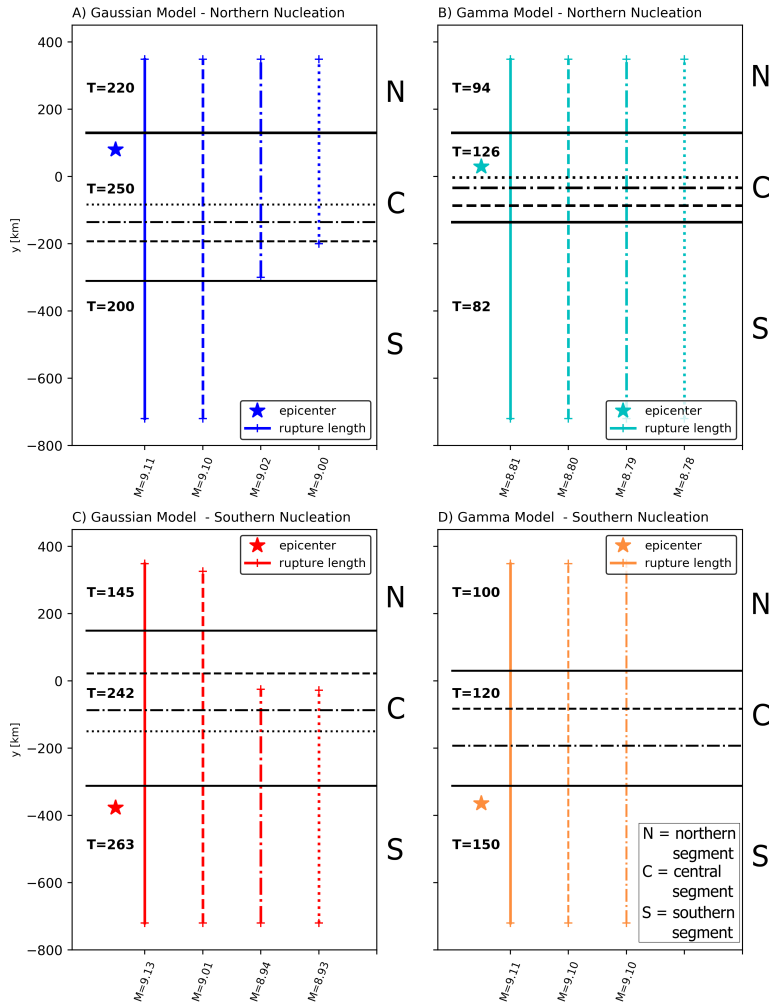 A) Gaussian Model - Northern Nucleation
B) Gamma Model - Northern Nucleation
400
200
0
−200
−400
−600
−800
y [km]
T=220
T=250
T=200
N
C
S
epicenter
rupture length
M=9.11
M=9.10
M=9.02
M=9.00
T=94
T=126
T=82
N
C
S
epicenter
rupture length
M=8.81
M=8.80
M=8.79
M=8.78
C) Gaussian Model  - Southern Nucleation
D) Gamma Model  - Southern Nucleation
400
200
0
−200
−400
−600
−800
y [km]
epicenter
rupture length
T=145
T=242
T=263
N
C
S
M=9.13
M=9.01
M=8.94
M=8.93
epicenter
rupture length
T=100
T=120
T=150
N
C
S
N = northern
segment
C = central
segment
S = southern
segment
M=9.11
M=9.10
M=9.10